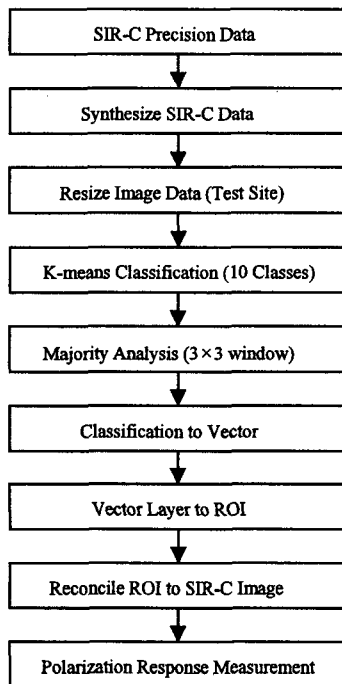 SIR-C Precision Data
Synthesize SIR-C Data
Resize Image Data (Test Site)
K-means Classification (10 Classes)
Majority Analysis (3×3 window)
Classification to Vector
Vector Layer to ROI
Reconcile ROI to SIR-C Image
Polarization Response Measurement